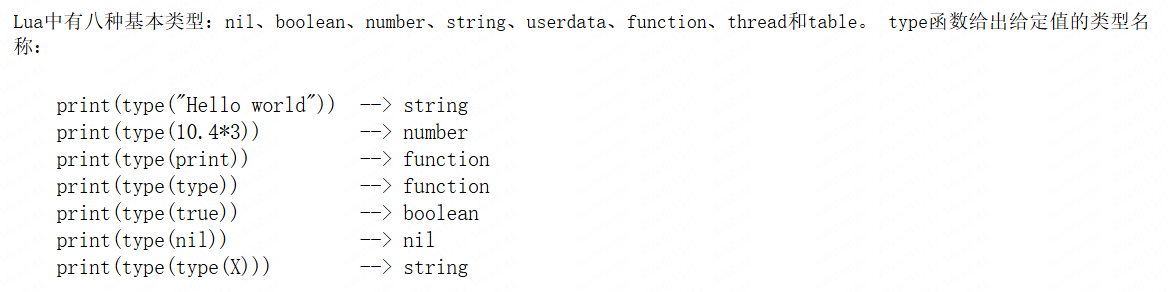 Lua中有八种基本类型：nil、boolean、number、string、userdata、function、thread和table。 type函数给出给定值的类型名
称：
print(type("Hello world"))  --> string
print(type(10.4*3))         --> number
print(type(print))          --> function
print(type(type))           --> function
print(type(true))           --> boolean
print(type(nil))            --> nil
print(type(type(X)))        --> string